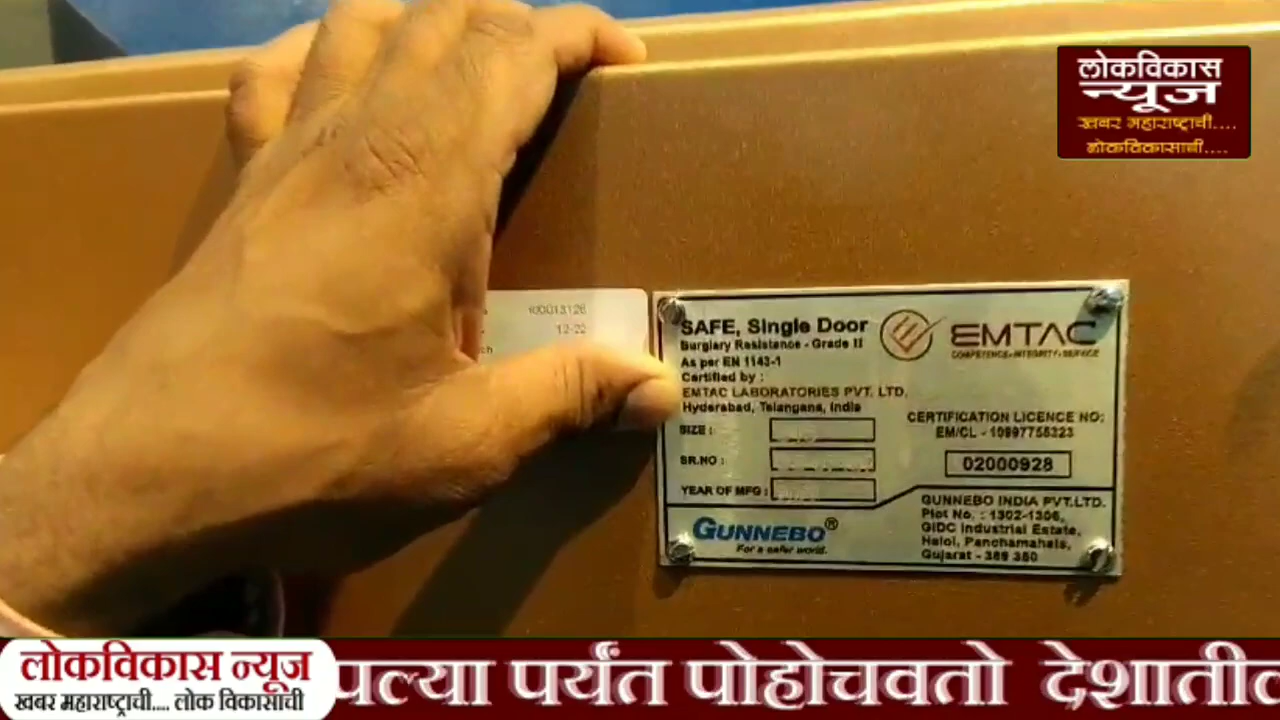 लोकविकास
न्यूज
खबर महाराष्ट्राची....
लोकविकासाची....
100013126
12-22
SAFE, Single Door
Burglary Resistance - Grade II
As per EN 1143-1
Certified by :
EMTAC LABORATORIES PVT. LTD.
Hyderabad, Telangana, India
SIZE :
SR.NO :
YEAR OF MFG :
EMTAC
COMPETENCE-INTEGRITY-SERVICE
CERTIFICATION LICENCE NO:
EM/CL - 10997755323
02000928
GUNNEBO®
For a safer world.
GUNNEBO INDIA PVT.LTD.
Plot No. : 1302-1306,
GIDC Industrial Estate,
Halol, Panchamahals,
Gujarat - 389 350
लोकविकास न्यूज
खबर महाराष्ट्राची.... लोक विकासाची
पल्या पर्यंत पोहोचवतो देशातील